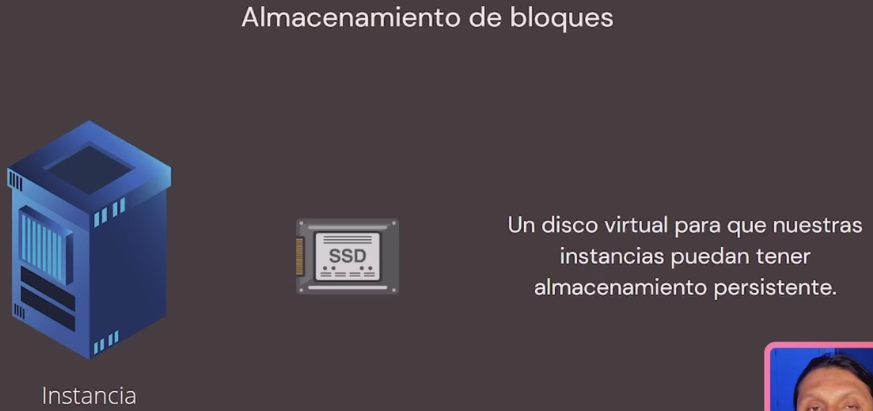 Almacenamiento de bloques
SSD
Un disco virtual para que nuestras
instancias puedan tener
almacenamiento persistente.
Instancia